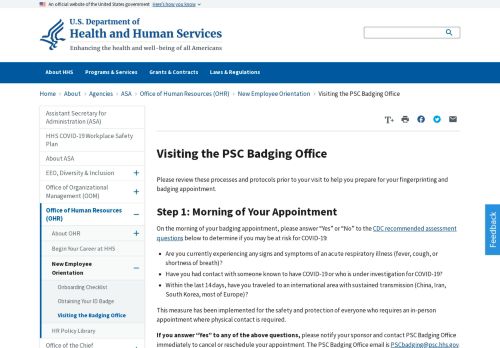 An official website of the United States government Here's how you know
U.S. Department of
Health and Human Services
Enhancing the health and well-being of all Americans
About HHS Programs & Services Grants & Contracts Laws & Regulations
Home > About > Agencies > ASA > Office of Human Resources (OHR) > New Employee Orientation > Visiting the PSC Badging Office
Assistant Secretary for
Administration (ASA)
HHS COVID-19 Workplace Safety
Plan
About ASA
EEO, Diversity & Inclusion
Office of Organizational
Management (OOM)
Office of Human Resources
(OHR)
About OHR
Begin Your Career at HHS
New Employee
Orientation
Onboarding Checklist
Obtaining Your ID Badge
Visiting the Badging Office
HR Policy Library
Office of the Chief
T+
Visiting the PSC Badging Office
Please review these processes and protocols prior to your visit to help you prepare for your fingerprinting and
badging appointment.
Step 1: Morning of Your Appointment
On the morning of your badging appointment, please answer "Yes" or "No" to the CDC recommended assessment
questions below to determine if you may be at risk for COVID-19:
• Are you currently experiencing any signs and symptoms of an acute respiratory illness (fever, cough, or
shortness of breath)?
• Have you had contact with someone known to have COVID-19 or who is under investigation for COVID-19?
• Within the last 14 days, have you traveled to an international area with sustained transmission (China, Iran,
South Korea, most of Europe)?
This measure has been implemented for the safety and protection of everyone who requires an in-person
appointment where physical contact is required.
If you answer "Yes" to any of the above questions, please notify your sponsor and contact PSC Badging Office
immediately to cancel or reschedule your appointment. The PSC Badging Office email is PSCbadging@psc.hhs.gov
Feedback